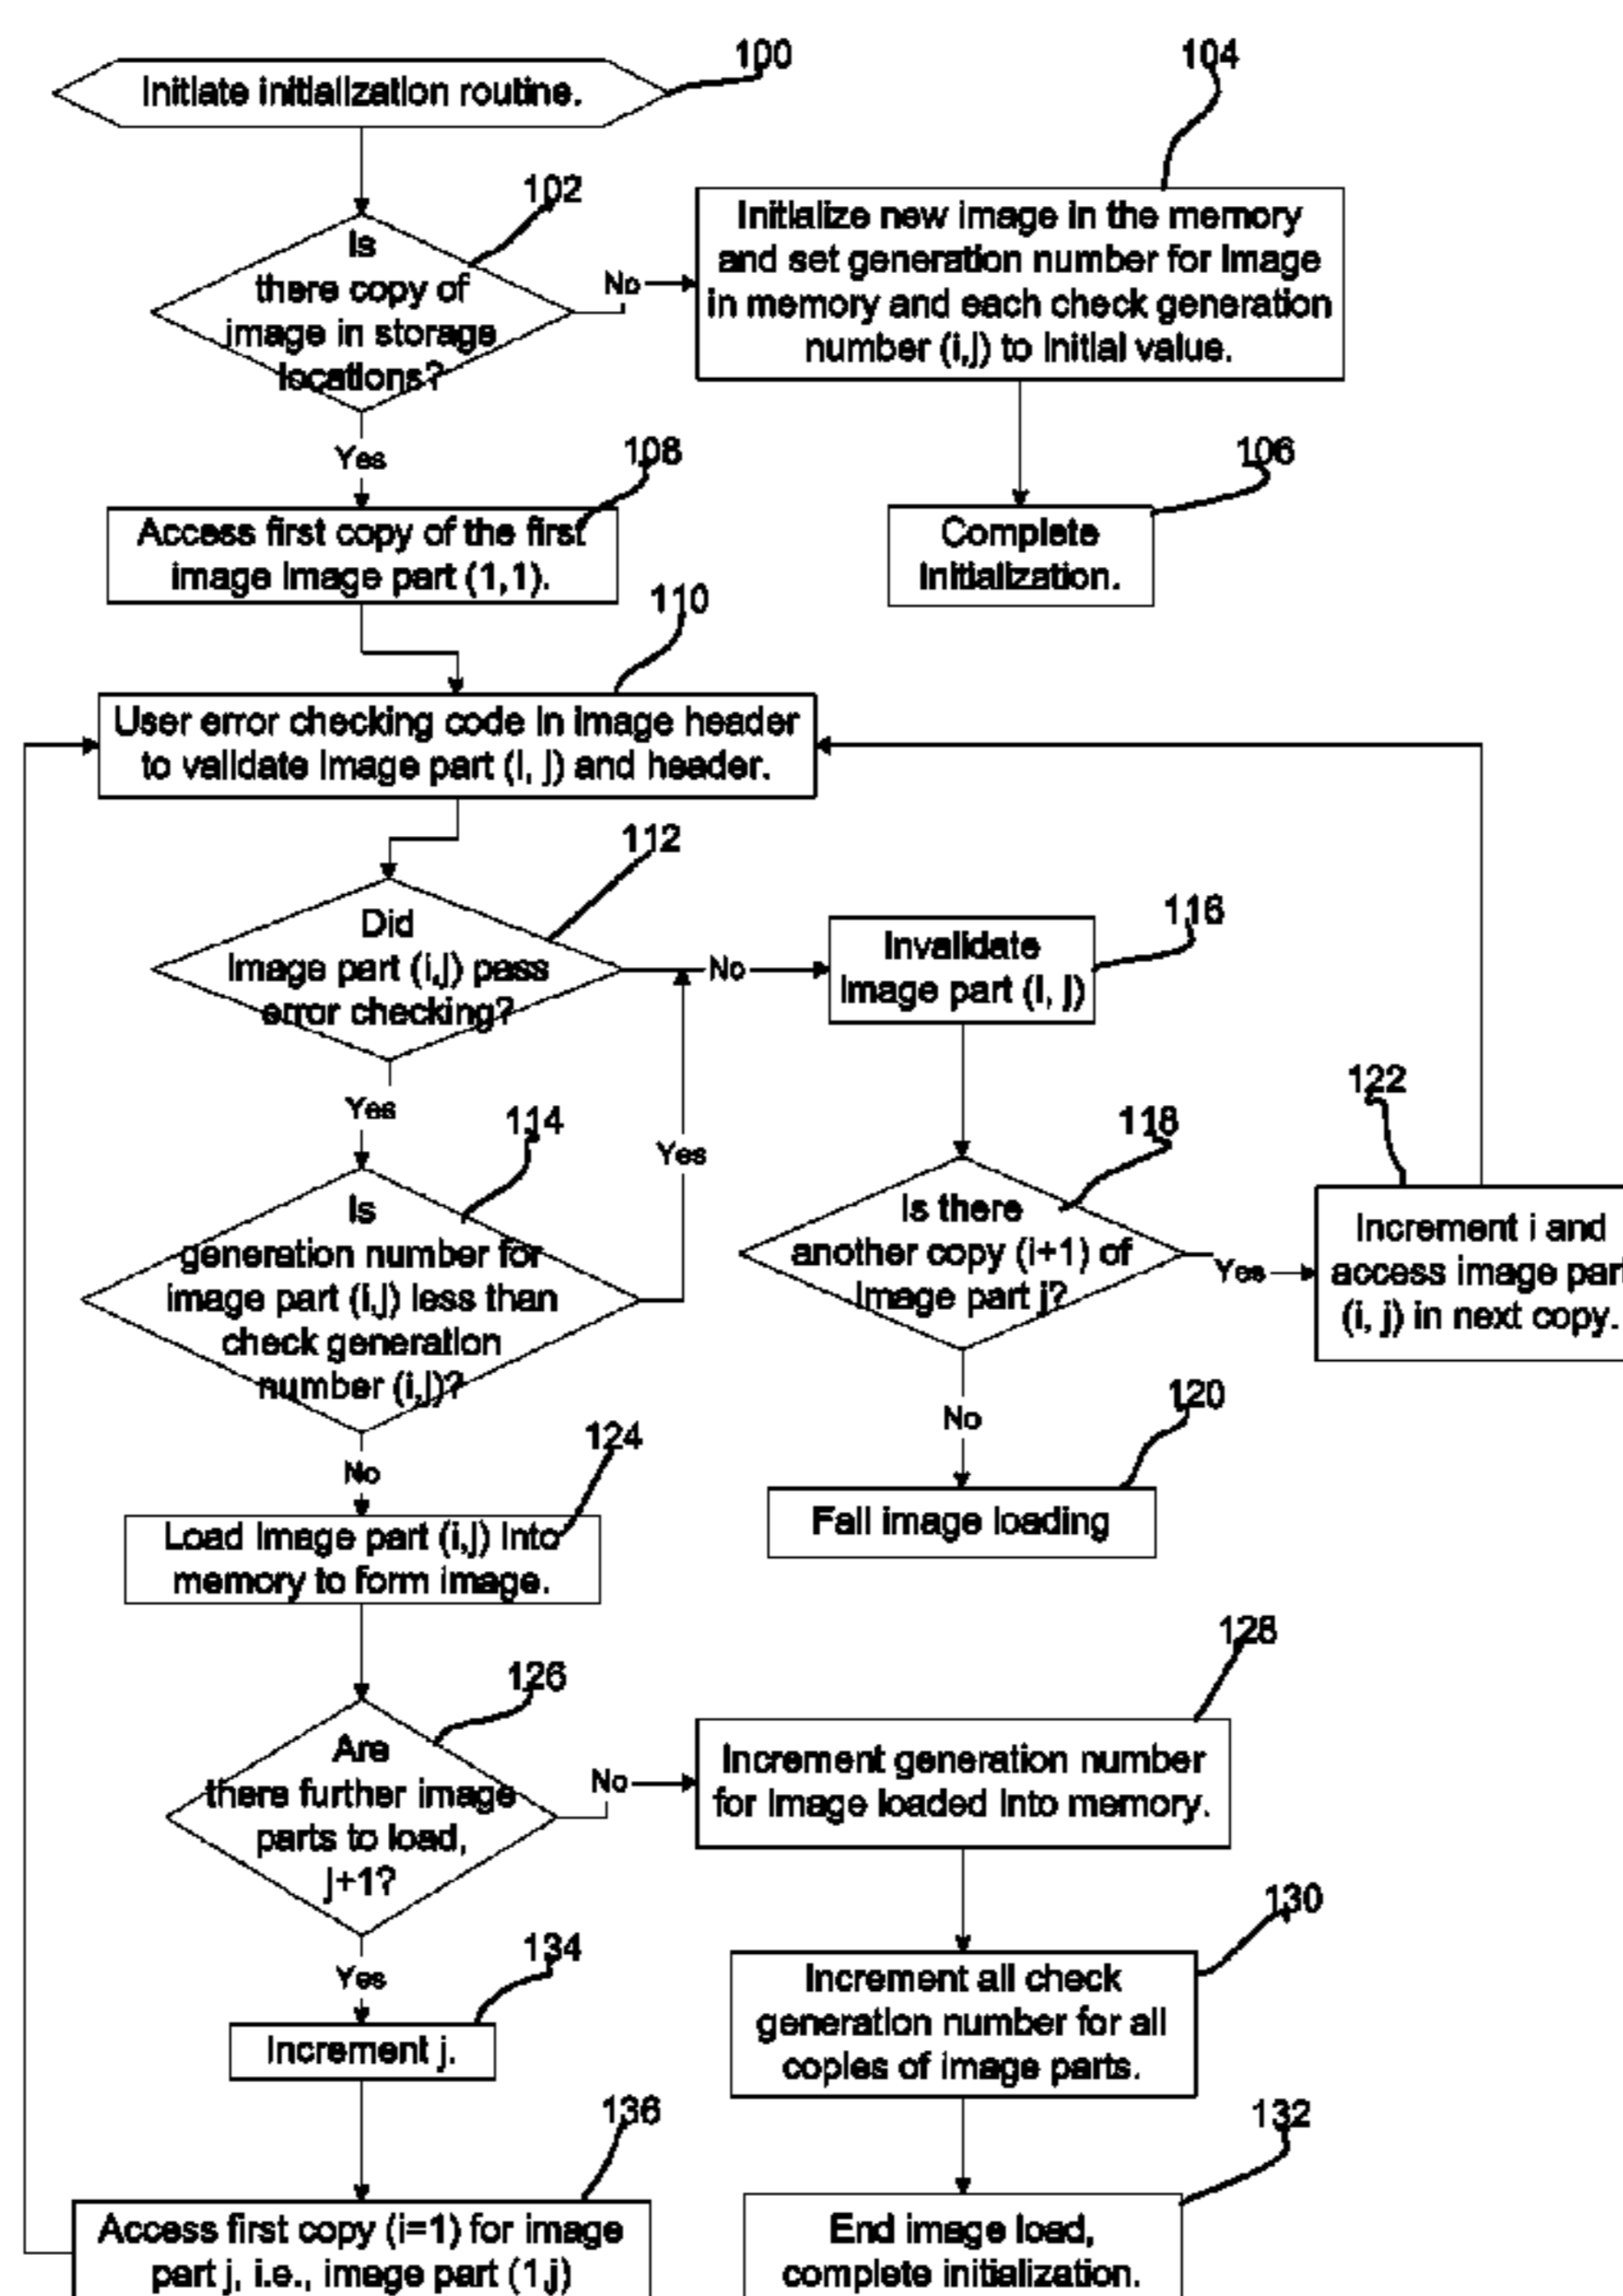 100
Initiate initialization routine.
102
Is
there copy of
image in storage
locations?
No
104
Initialize new image in the memory
and set generation number for image
in memory and each check generation
number (i,j) to initial value.
Yes
106
Complete
initialization.
108
Access first copy of the first
image image part (1,1).
110
User error checking code in image header
to validate image part (i, j) and header.
112
Did
image part (i,j) pass
error checking?
No
116
Invalidate
image part (i, j)
Yes
114
Is
generation number for
image part (i,j) less than
check generation
number (i,j)?
Yes
118
Is there
another copy (i+1) of
image part j?
Yes
122
Increment i and
access image part
(i, j) in next copy.
No
120
Fail image loading
No
124
Load image part (i,j) into
memory to form image.
126
Are
there further image
parts to load,
j+1?
No
128
Increment generation number
for image loaded into memory.
Yes
130
Increment all check
generation number for all
copies of image parts.
134
Increment j.
136
Access first copy (i=1) for image
part j, i.e., image part (1,j)
132
End image load,
complete initialization.